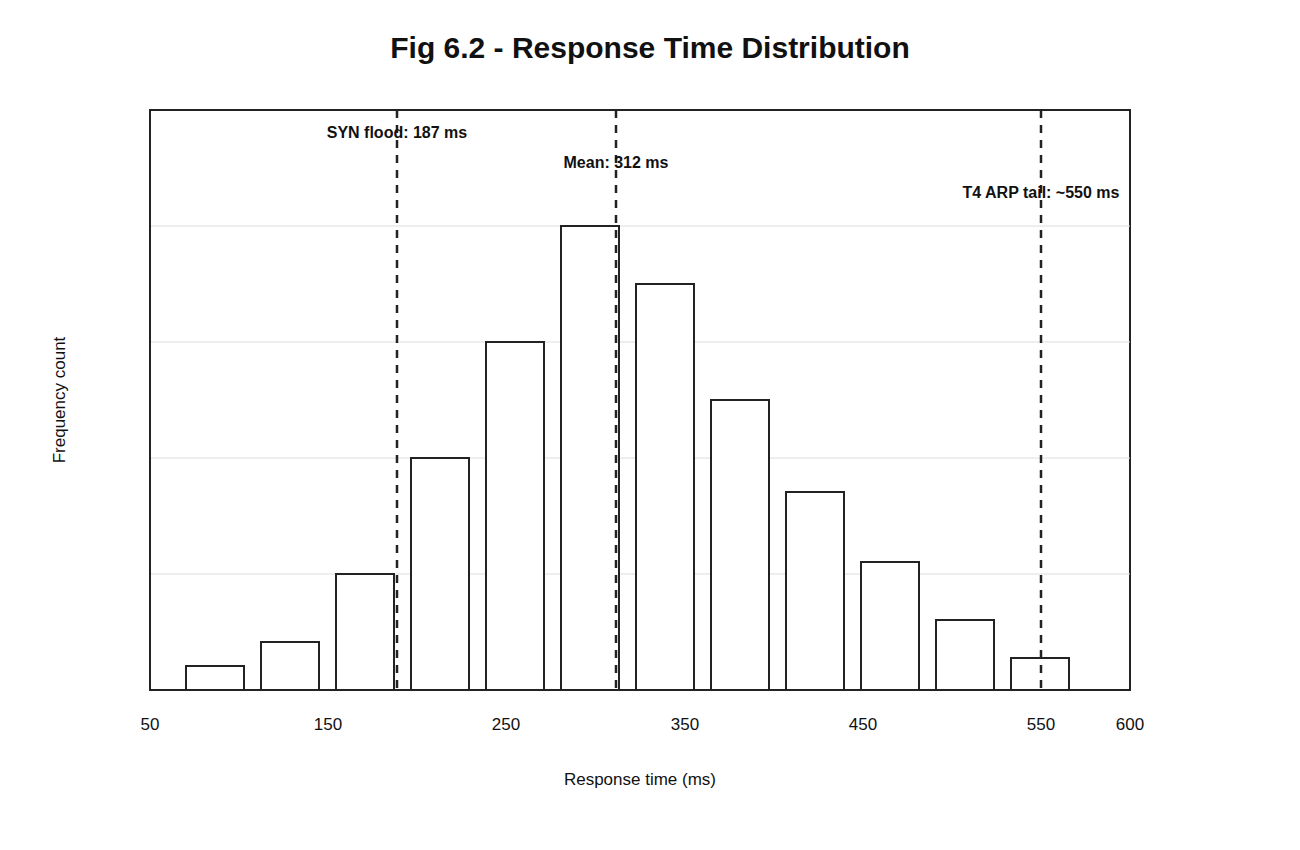 Fig 6.2 - Response Time Distribution
SYN flood: 187 ms
Mean: 312 ms
T4 ARP tail: ~550 ms
Frequency count
50 150 250 350 450 550 600
Response time (ms)